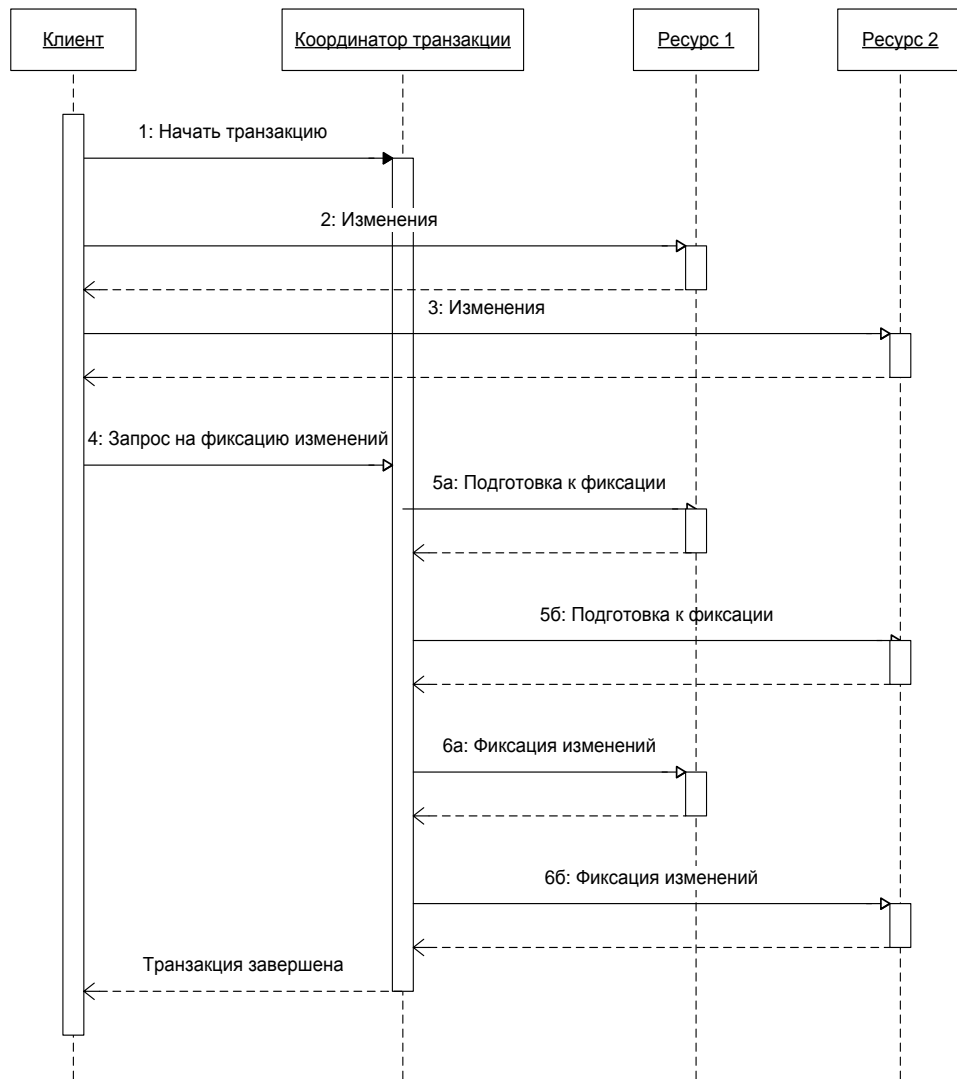 Клиент
Координатор транзакции
Ресурс 1
Ресурс 2
1: Начать транзакцию
2: Изменения
3: Изменения
4: Запрос на фиксацию изменений
5а: Подготовка к фиксации
5б: Подготовка к фиксации
6а: Фиксация изменений
6б: Фиксация изменений
Транзакция завершена